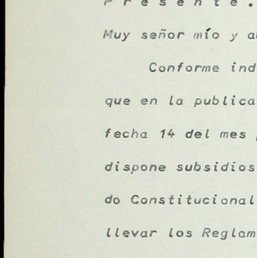 P r e s e n t e .
Muy señor mío y a
Conforme ind
que en la publica
fecha 14 del mes
dispone subsidios
do Constitucional
llevar los Reglam